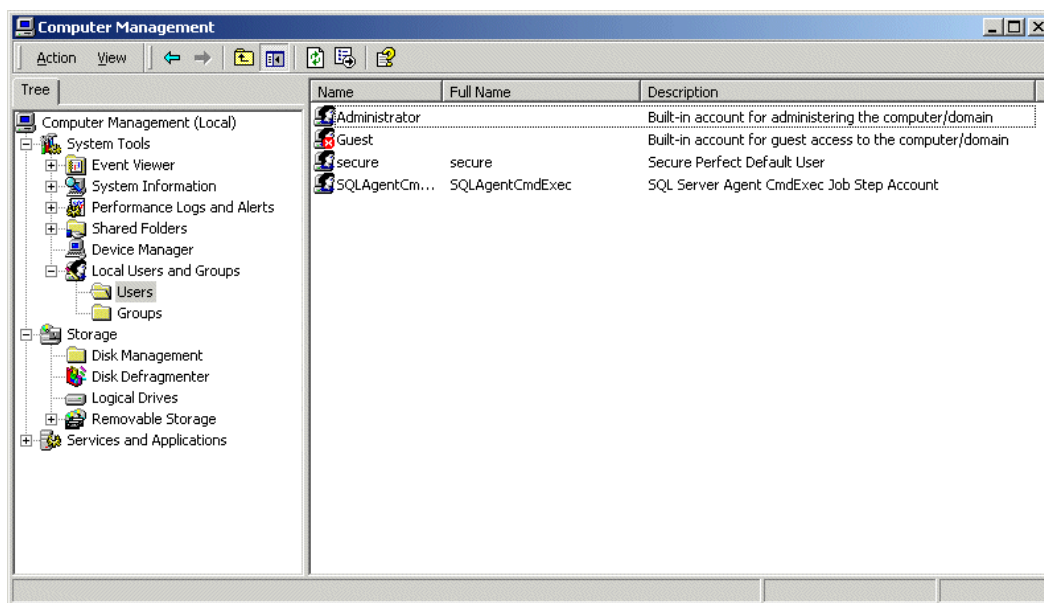 Computer Management
Action View
Tree
Computer Management (Local)
System Tools
Event Viewer
System Information
Performance Logs and Alerts
Shared Folders
Device Manager
Local Users and Groups
Users
Groups
Storage
Disk Management
Disk Defragmenter
Logical Drives
Removable Storage
Services and Applications
Name Full Name Description
Administrator Built-in account for administering the computer/domain
Guest Built-in account for guest access to the computer/domain
secure secure Secure Perfect Default User
SQLAgentCm... SQLAgentCmdExec SQL Server Agent CmdExec Job Step Account